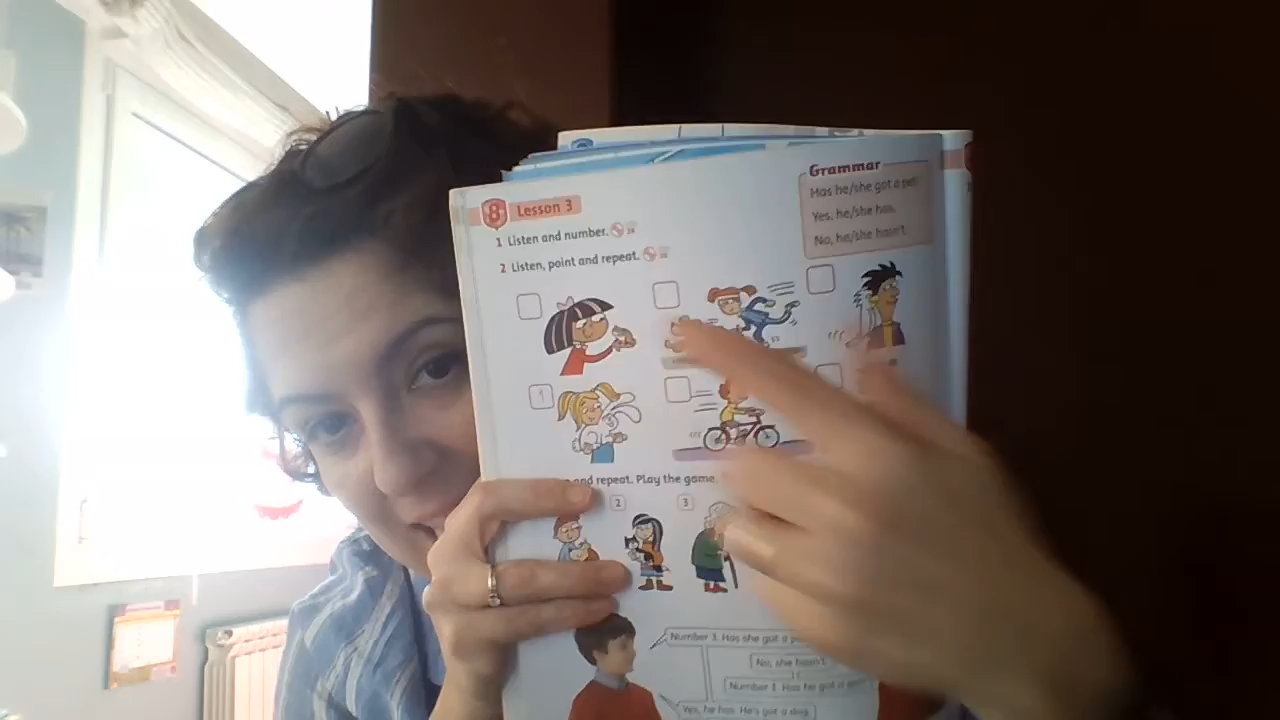 8 Lesson 3
1 Listen and number.
2 Listen, point and repeat.
Grammar
Has he/she got a pet
Yes, he/she has.
No, he/she hasn't.
1
and repeat. Play the game.
2
3
Number 3. Has she got a
No, she hasn't.
Number 1. Has he got a
Yes, he has. He's got a dog.